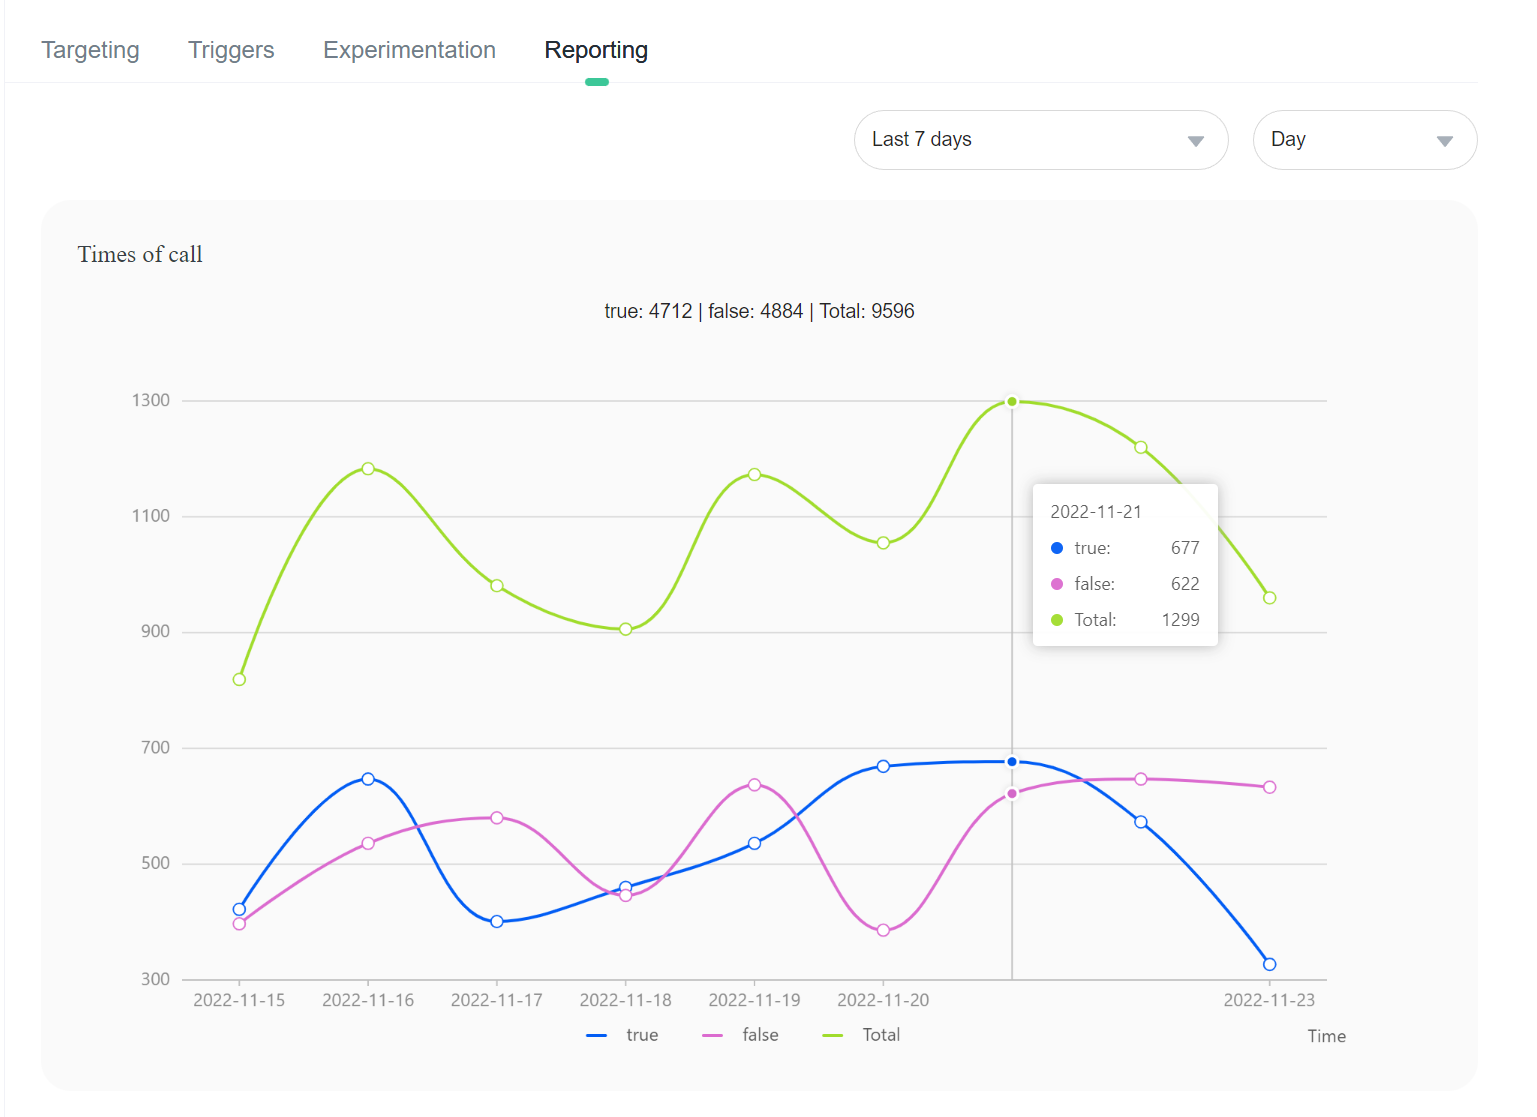 Targeting Triggers Experimentation Reporting
Last 7 days Day
Times of call
true: 4712 | false: 4884 | Total: 9596
1300
1100
900
700
500
300
2022-11-21
true: 677
false: 622
Total: 1299
2022-11-15 2022-11-16 2022-11-17 2022-11-18 2022-11-19 2022-11-20 2022-11-23
true false Total
Time